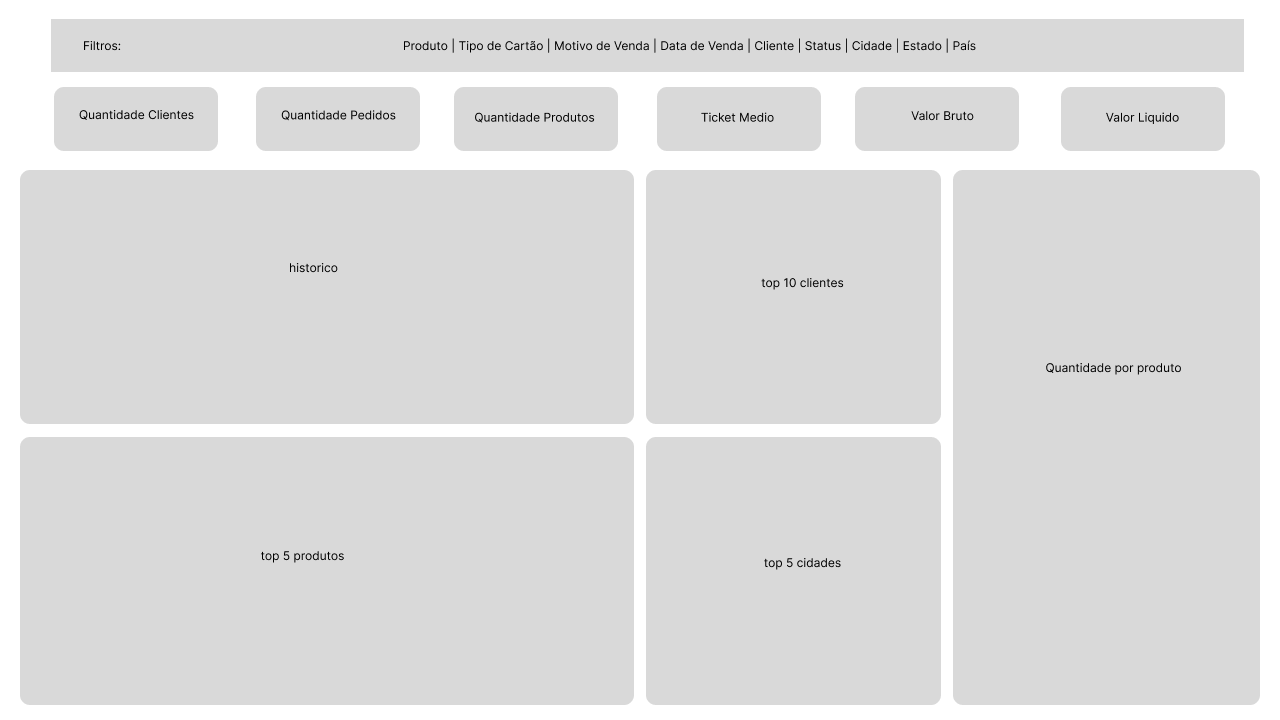 Filtros:
Produto | Tipo de Cartão | Motivo de Venda | Data de Venda | Cliente | Status | Cidade | Estado | País
Quantidade Clientes
Quantidade Pedidos
Quantidade Produtos
Ticket Medio
Valor Bruto
Valor Liquido
historico
top 10 clientes
Quantidade por produto
top 5 produtos
top 5 cidades